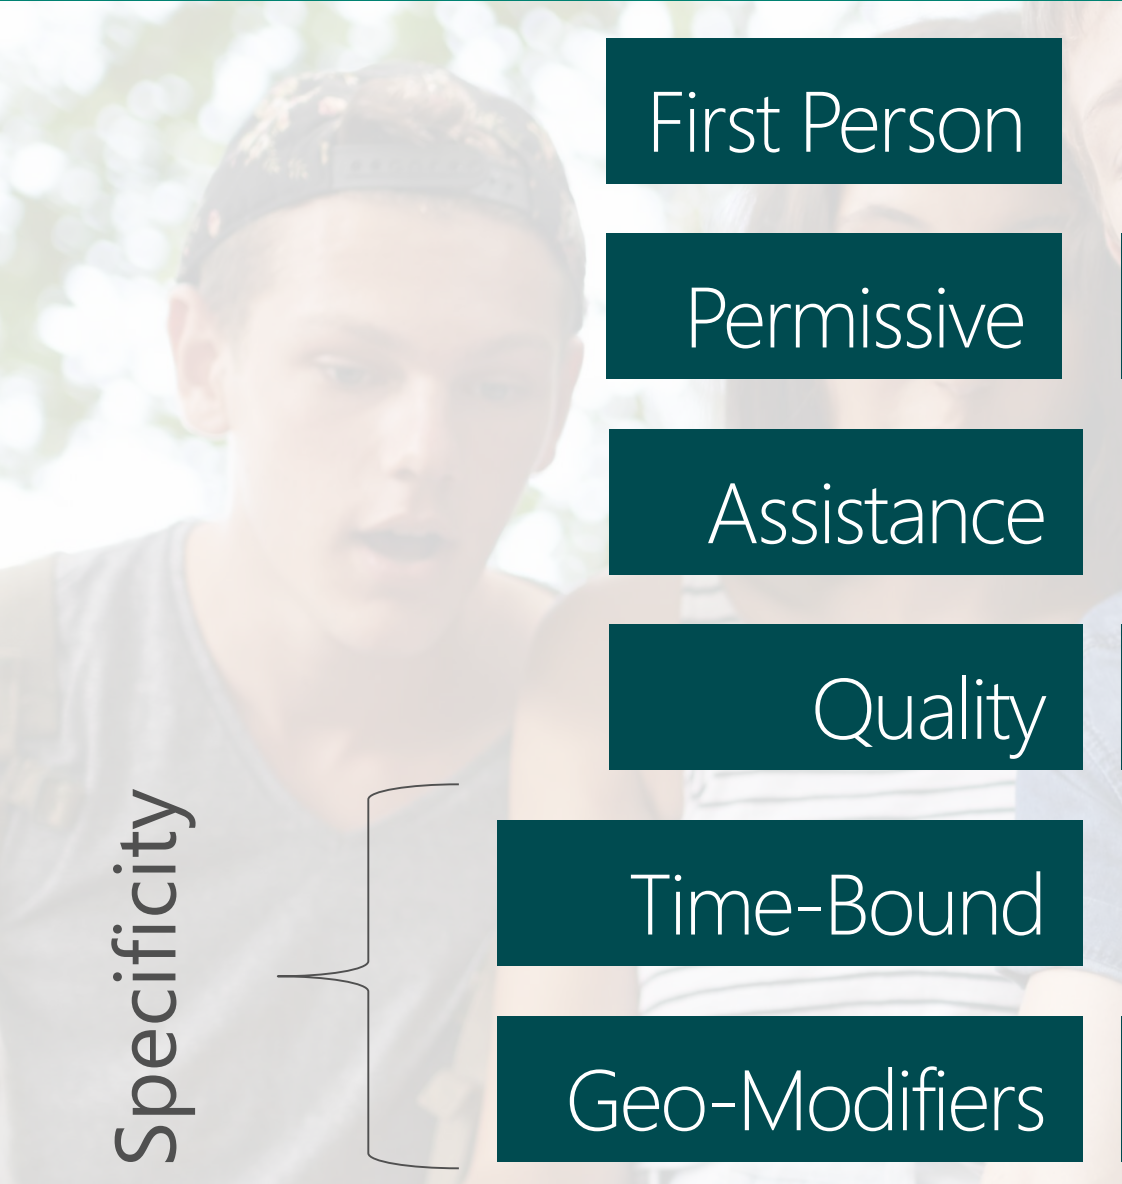 First Person
Permissive
Assistance
Quality
Specificity
Time-Bound
Geo-Modifiers